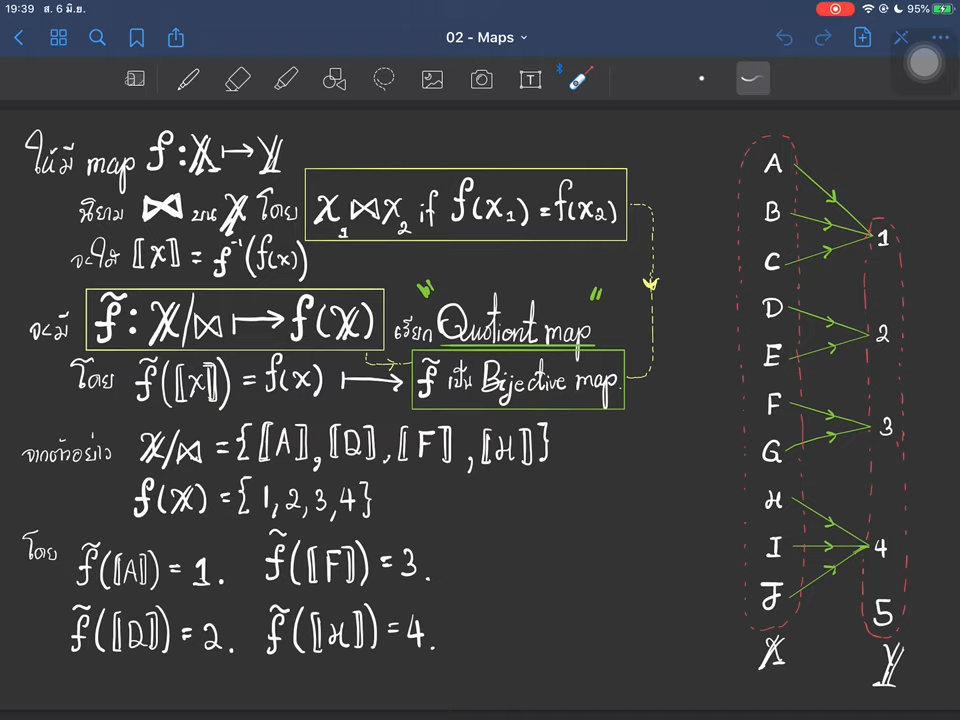 19:39 ส. 6 มิ.ย.
95%
02 - Maps
ให้มี map f : X ↦ Y
นิยาม ⋈ บน X โดย x₁ ⋈ x₂ if f(x₁) = f(x₂)
จะได้ ⟦x⟧ = f⁻¹(f(x))
จะมี f̃ : X/⋈ ↦ f(X) เรียก "Quotient map"
โดย f̃(⟦x⟧) = f(x) ↦ f̃ เป็น Bijective map.
จากตัวอย่าง X/⋈ = {⟦A⟧, ⟦D⟧, ⟦F⟧, ⟦H⟧}
f(X) = {1, 2, 3, 4}
โดย f̃(⟦A⟧) = 1. f̃(⟦F⟧) = 3.
f̃(⟦D⟧) = 2. f̃(⟦H⟧) = 4.
A
B
C
D
E
F
G
H
I
J
X
1
2
3
4
5
Y